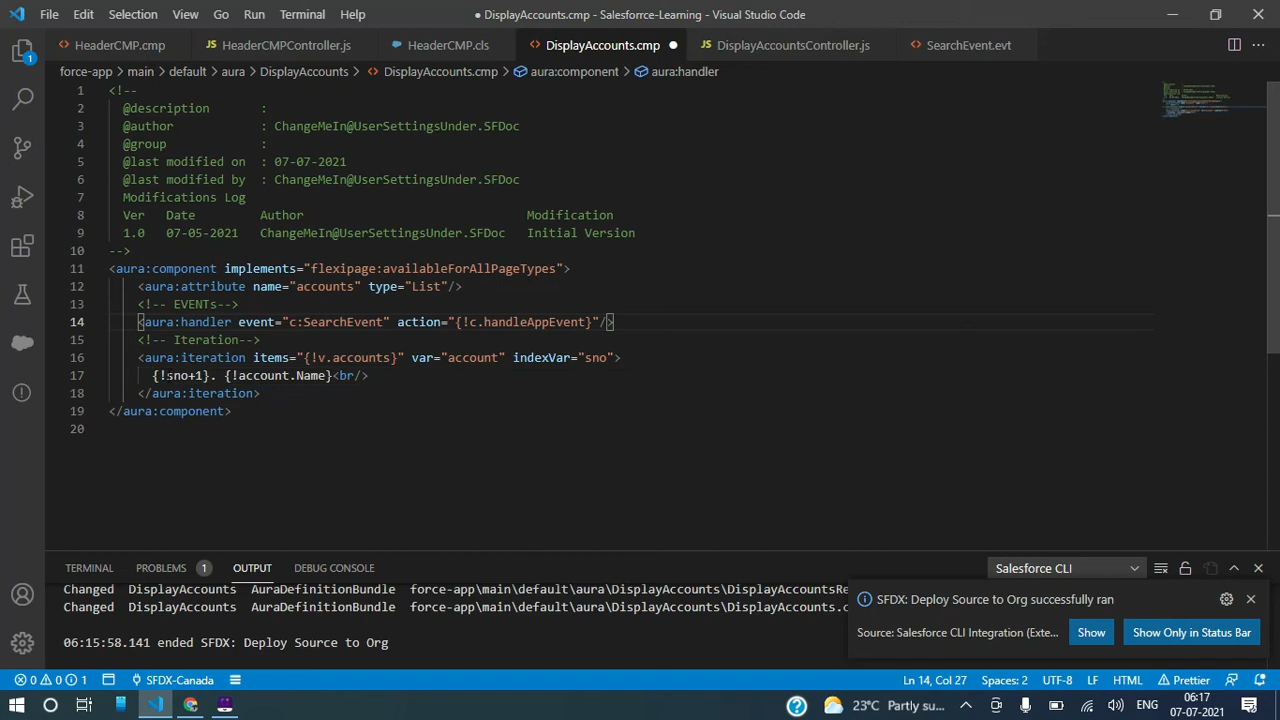 File Edit Selection View Go Run Terminal Help ● DisplayAccounts.cmp - Salesforrce-Learning - Visual Studio Code
HeaderCMP.cmp HeaderCMPController.js HeaderCMP.cls DisplayAccounts.cmp DisplayAccountsController.js SearchEvent.evt
force-app > main > default > aura > DisplayAccounts > DisplayAccounts.cmp > aura:component > aura:handler
1 <!--
2 @description :
3 @author : ChangeMeIn@UserSettingsUnder.SFDoc
4 @group :
5 @last modified on : 07-07-2021
6 @last modified by : ChangeMeIn@UserSettingsUnder.SFDoc
7 Modifications Log
8 Ver Date Author Modification
9 1.0 07-05-2021 ChangeMeIn@UserSettingsUnder.SFDoc Initial Version
10 -->
11 <aura:component implements="flexipage:availableForAllPageTypes">
12 <aura:attribute name="accounts" type="List"/>
13 <!-- EVENTs-->
14 <aura:handler event="c:SearchEvent" action="{!c.handleAppEvent}"/>
15 <!-- Iteration-->
16 <aura:iteration items="{!v.accounts}" var="account" indexVar="sno">
17 {!sno+1}. {!account.Name}<br/>
18 </aura:iteration>
19 </aura:component>
20
TERMINAL PROBLEMS 1 OUTPUT DEBUG CONSOLE Salesforce CLI
Changed DisplayAccounts AuraDefinitionBundle force-app\main\default\aura\DisplayAccounts\DisplayAccountsRe
Changed DisplayAccounts AuraDefinitionBundle force-app\main\default\aura\DisplayAccounts\DisplayAccounts.c
06:15:58.141 ended SFDX: Deploy Source to Org
SFDX: Deploy Source to Org successfully ran
Source: Salesforce CLI Integration (Exte... Show Show Only in Status Bar
0 0 1 SFDX-Canada Ln 14, Col 27 Spaces: 2 UTF-8 LF HTML Prettier
23°C Partly su... ENG 06:17
07-07-2021